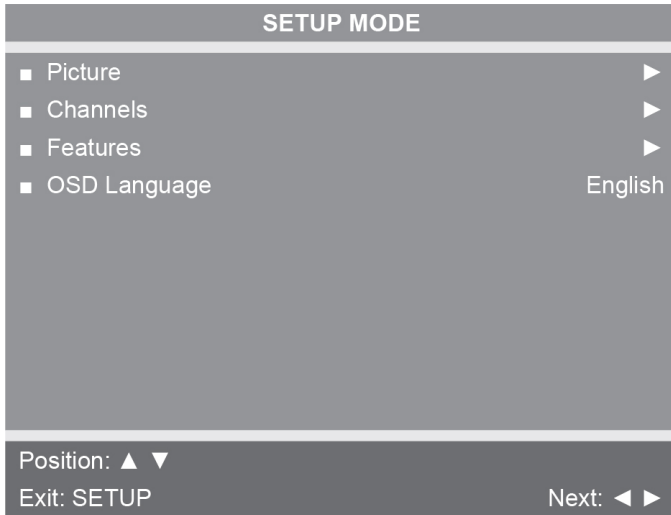 SETUP MODE
■ Picture ►
■ Channels ►
■ Features ►
■ OSD Language English
Position: ▲ ▼
Exit: SETUP Next: ◄ ►